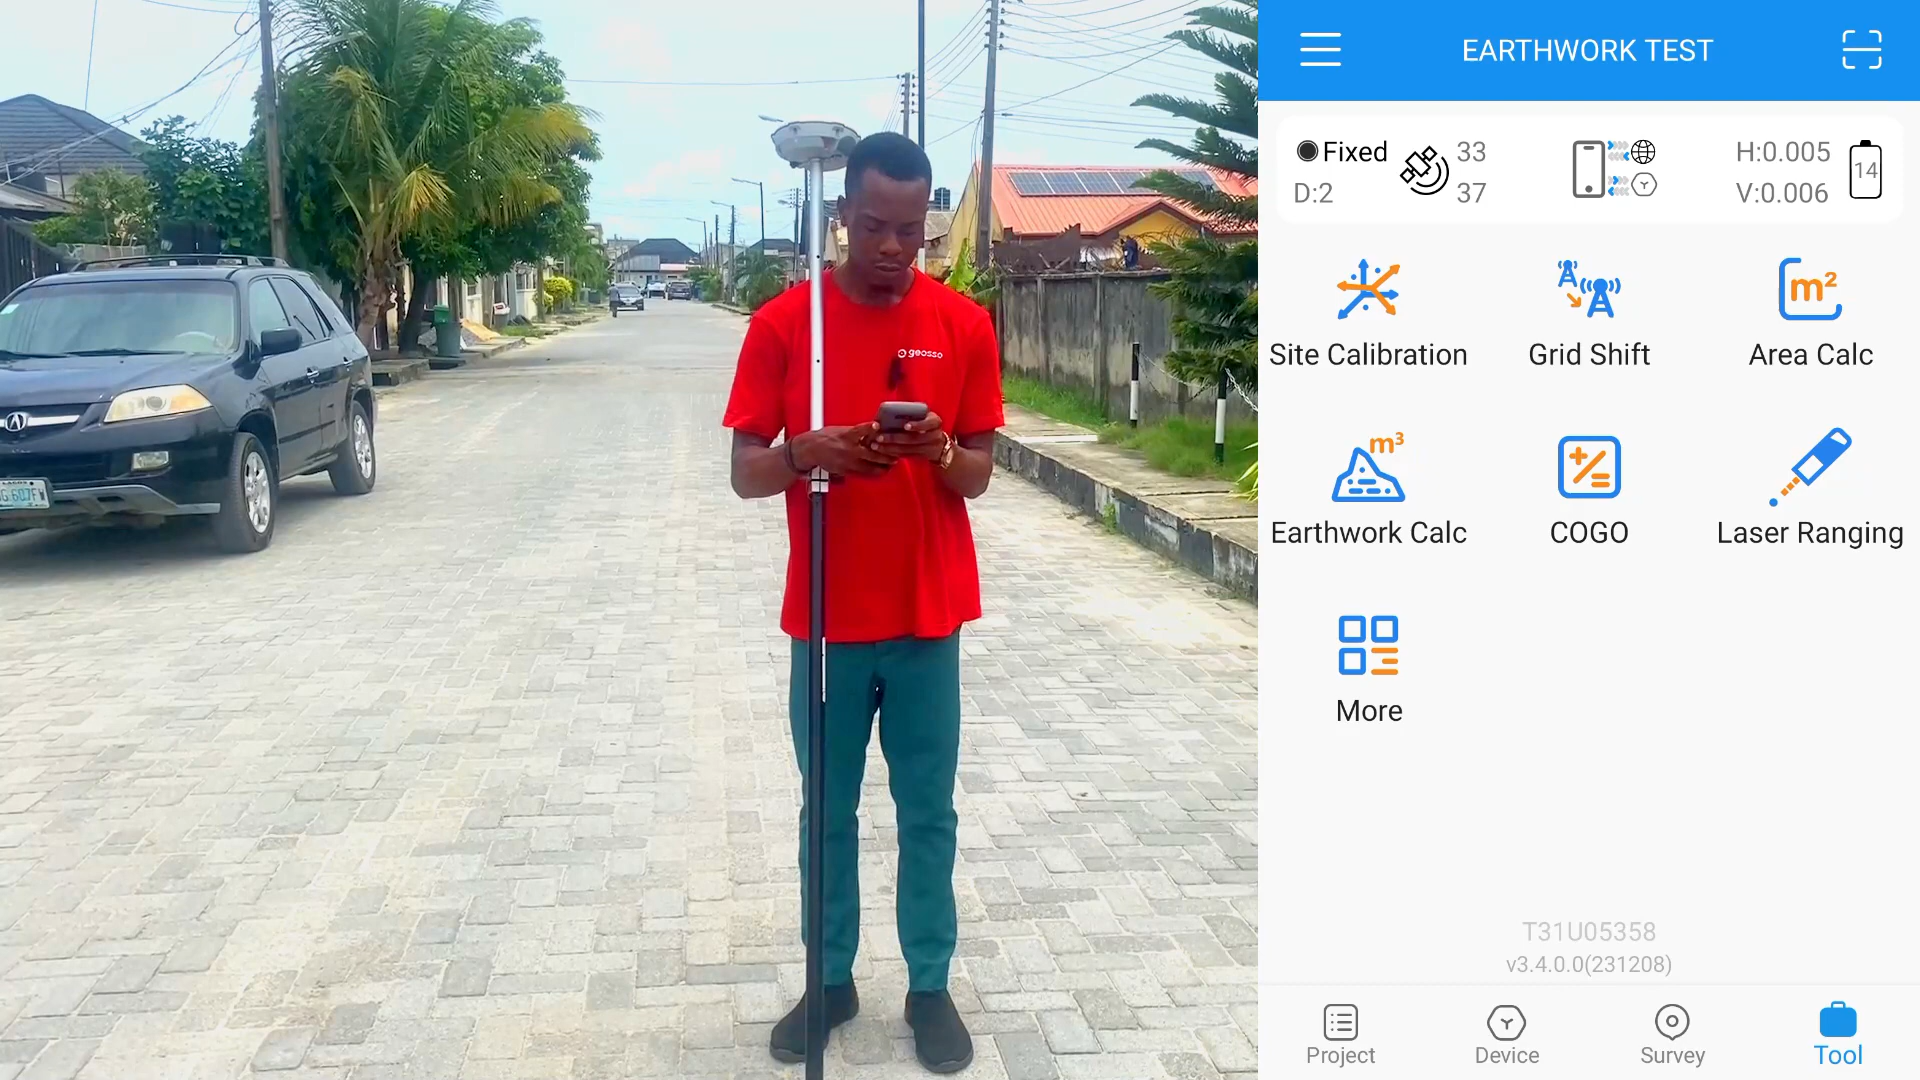 geosso
EARTHWORK TEST
Fixed
33
H:0.005
14
D:2
37
V:0.006
m²
Site Calibration
Grid Shift
Area Calc
m³
Earthwork Calc
COGO
Laser Ranging
More
T31U05358
v3.4.0.0(231208)
Project
Device
Survey
Tool